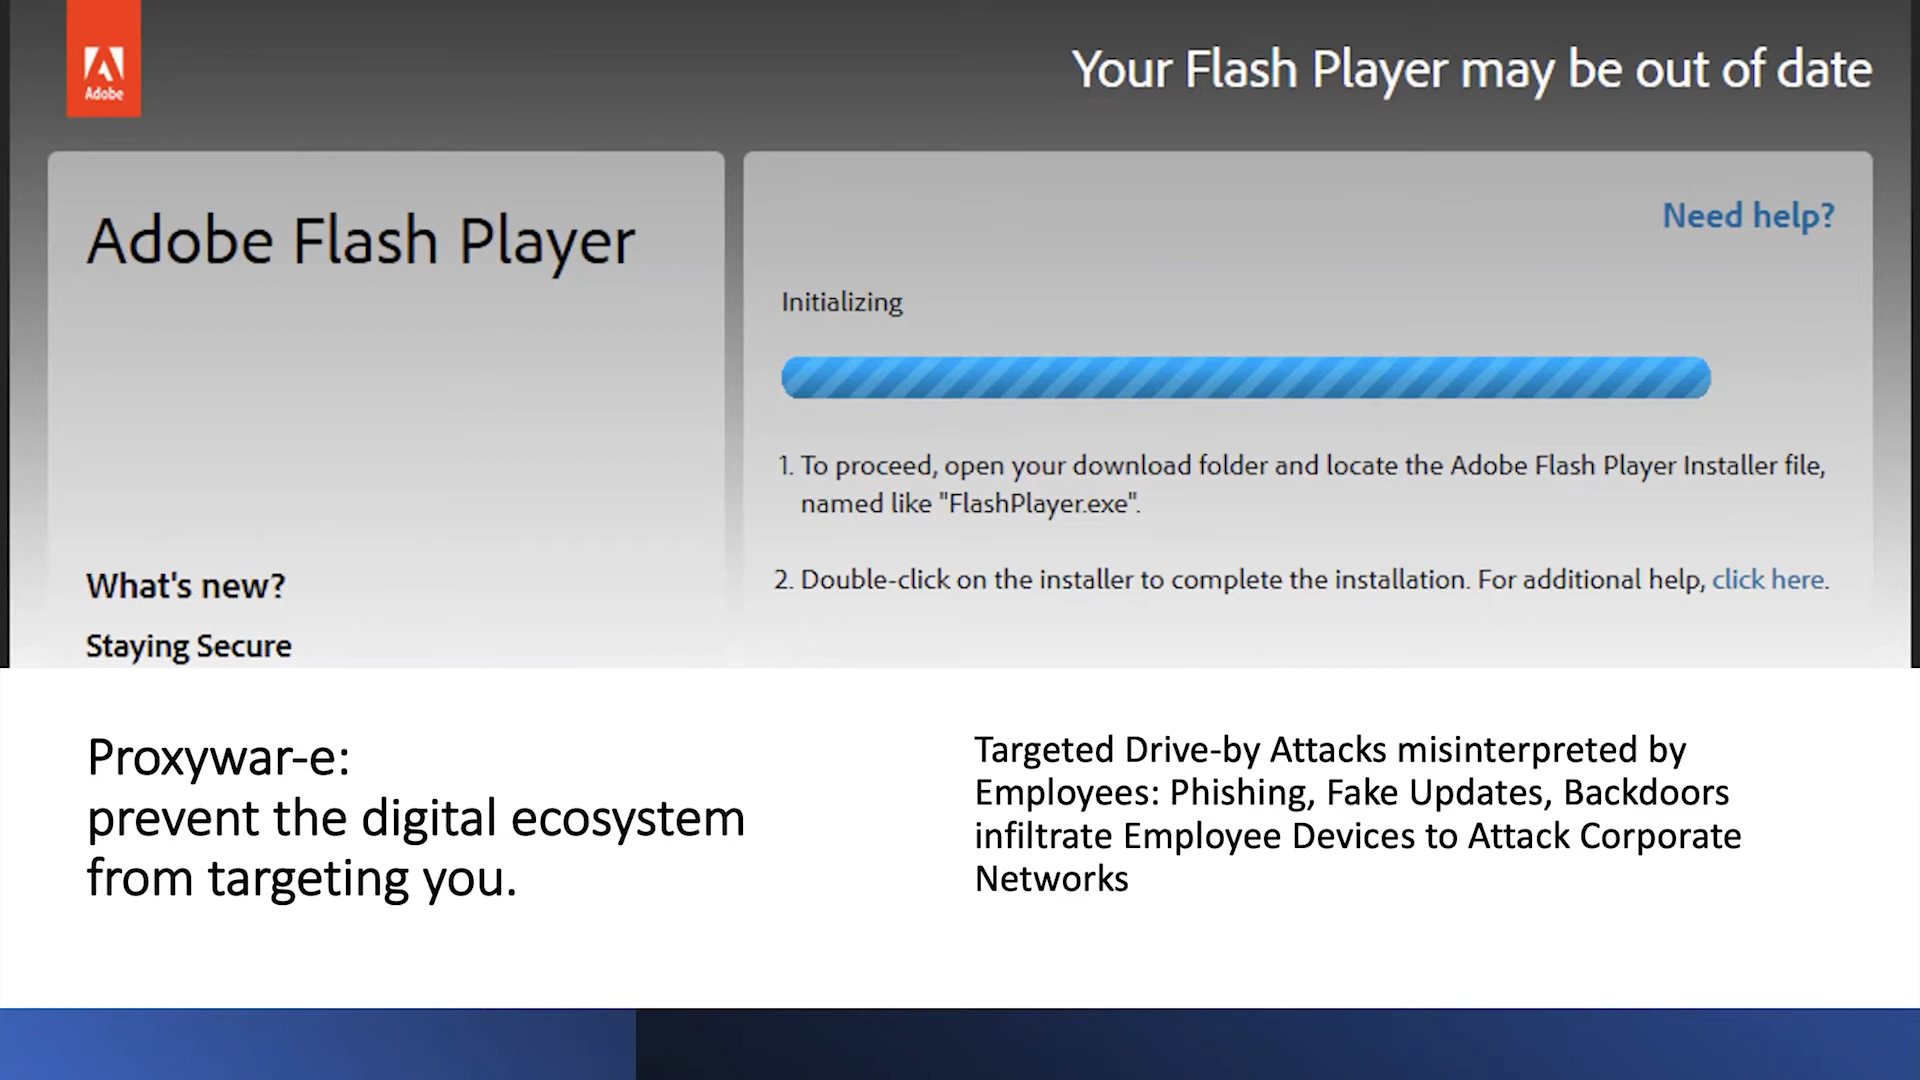 Adobe
Your Flash Player may be out of date
Adobe Flash Player
Need help?
Initializing
1. To proceed, open your download folder and locate the Adobe Flash Player Installer file,
named like "FlashPlayer.exe".
2. Double-click on the installer to complete the installation. For additional help, click here.
What's new?
Staying Secure
Proxywar-e:
prevent the digital ecosystem
from targeting you.
Targeted Drive-by Attacks misinterpreted by
Employees: Phishing, Fake Updates, Backdoors
infiltrate Employee Devices to Attack Corporate
Networks